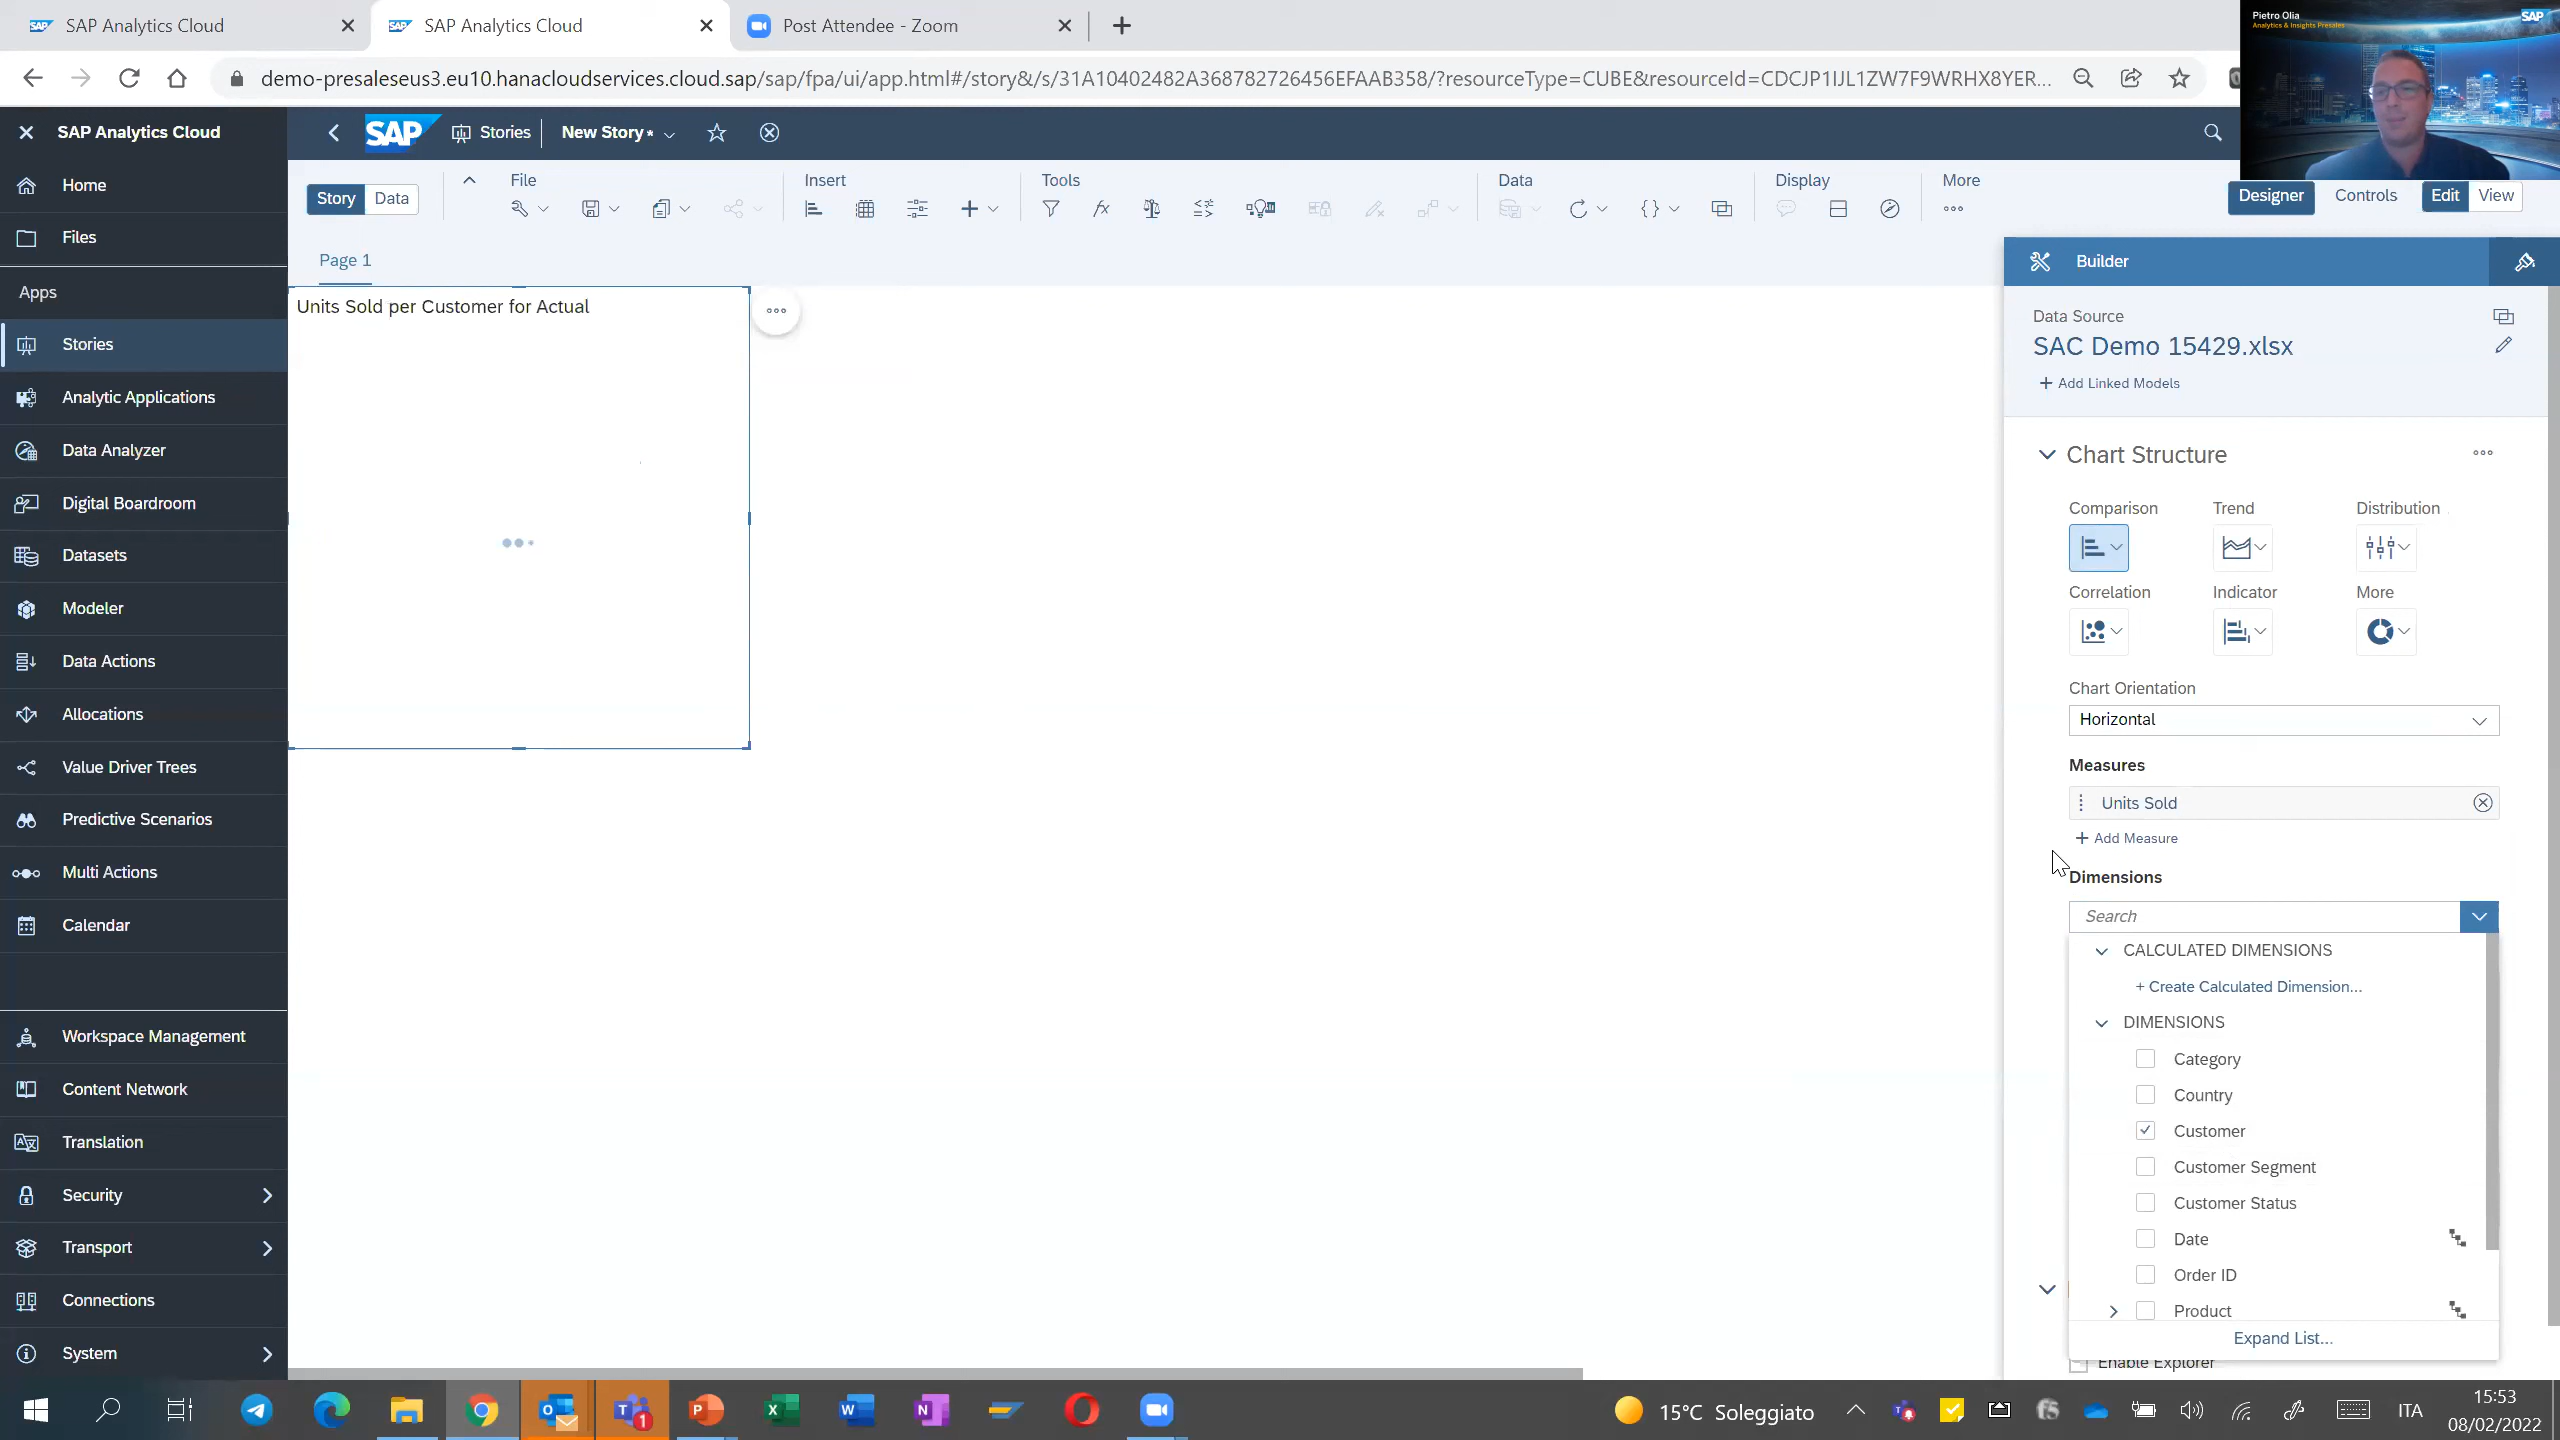 SAP Analytics Cloud
SAP Analytics Cloud
Post Attendee - Zoom
demo-presaleseus3.eu10.hanacloudservices.cloud.sap/sap/fpa/ui/app.html#/story&/s/31A10402482A368782726456EFAAB358/?resourceType=CUBE&resourceId=CDCJP1IJL1ZW7F9WRHX8YER...
Pietro Olia
Analytics & Insights Presales
SAP
SAP Analytics Cloud
SAP
Stories
New Story *
Home
Files
Apps
Stories
Analytic Applications
Data Analyzer
Digital Boardroom
Datasets
Modeler
Data Actions
Allocations
Value Driver Trees
Predictive Scenarios
Multi Actions
Calendar
Workspace Management
Content Network
Translation
Security
Transport
Connections
System
Story
Data
File
Insert
Tools
Data
Display
More
Designer
Controls
Edit
View
Page 1
Units Sold per Customer for Actual
Builder
Data Source
SAC Demo 15429.xlsx
+ Add Linked Models
Chart Structure
Comparison
Trend
Distribution
Correlation
Indicator
More
Chart Orientation
Horizontal
Measures
Units Sold
+ Add Measure
Dimensions
Search
CALCULATED DIMENSIONS
+ Create Calculated Dimension...
DIMENSIONS
Category
Country
Customer
Customer Segment
Customer Status
Date
Order ID
Product
Expand List...
Enable Explorer
15°C Soleggiato
ITA
15:53
08/02/2022